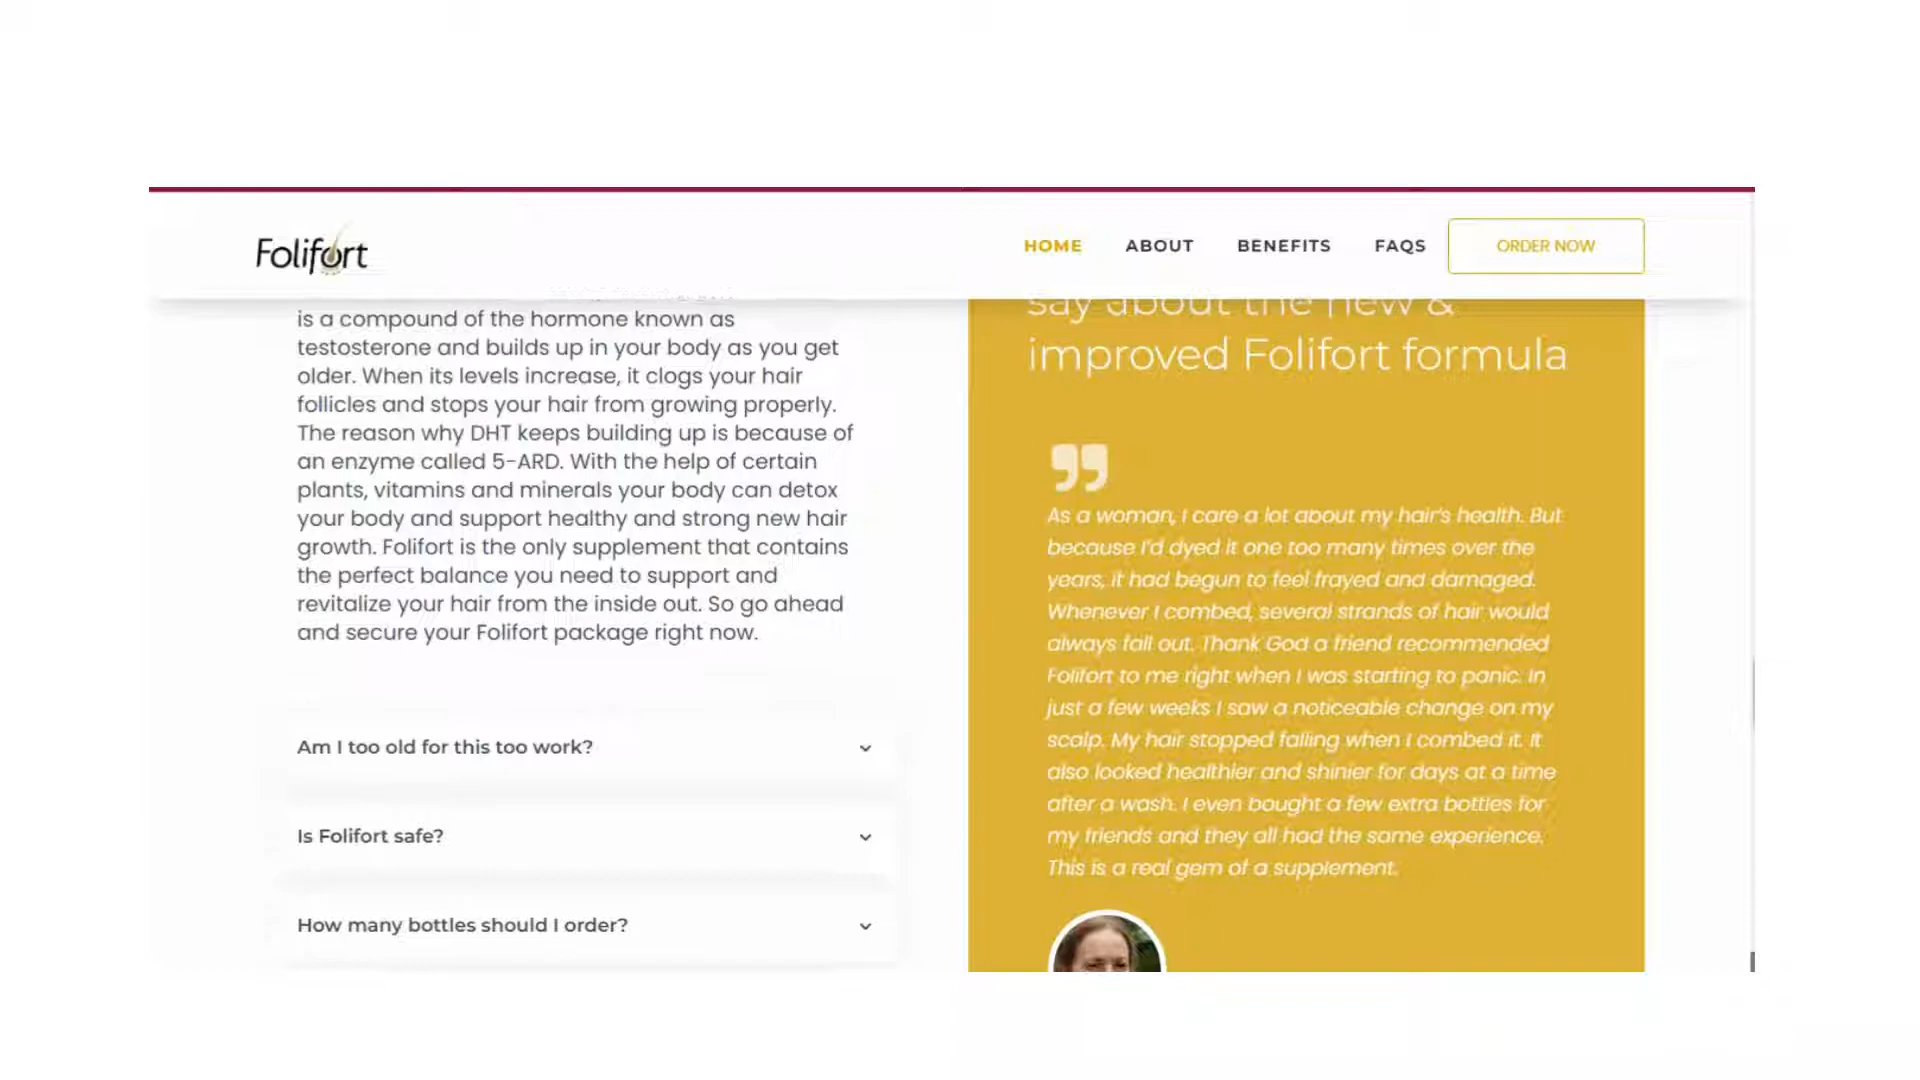 Folifort
HOME
ABOUT
BENEFITS
FAQS
ORDER NOW
is a compound of the hormone known as
testosterone and builds up in your body as you get
older. When its levels increase, it clogs your hair
follicles and stops your hair from growing properly.
The reason why DHT keeps building up is because of
an enzyme called 5-ARD. With the help of certain
plants, vitamins and minerals your body can detox
your body and support healthy and strong new hair
growth. Folifort is the only supplement that contains
the perfect balance you need to support and
revitalize your hair from the inside out. So go ahead
and secure your Folifort package right now.
Am I too old for this too work?
Is Folifort safe?
How many bottles should I order?
say about the new &
improved Folifort formula
As a woman, I care a lot about my hair's health. But
because I'd dyed it one too many times over the
years, it had begun to feel frayed and damaged.
Whenever I combed, several strands of hair would
always fall out. Thank God a friend recommended
Folifort to me right when I was starting to panic. In
just a few weeks I saw a noticeable change on my
scalp. My hair stopped falling when I combed it. It
also looked healthier and shinier for days at a time
after a wash. I even bought a few extra bottles for
my friends and they all had the same experience.
This is a real gem of a supplement.